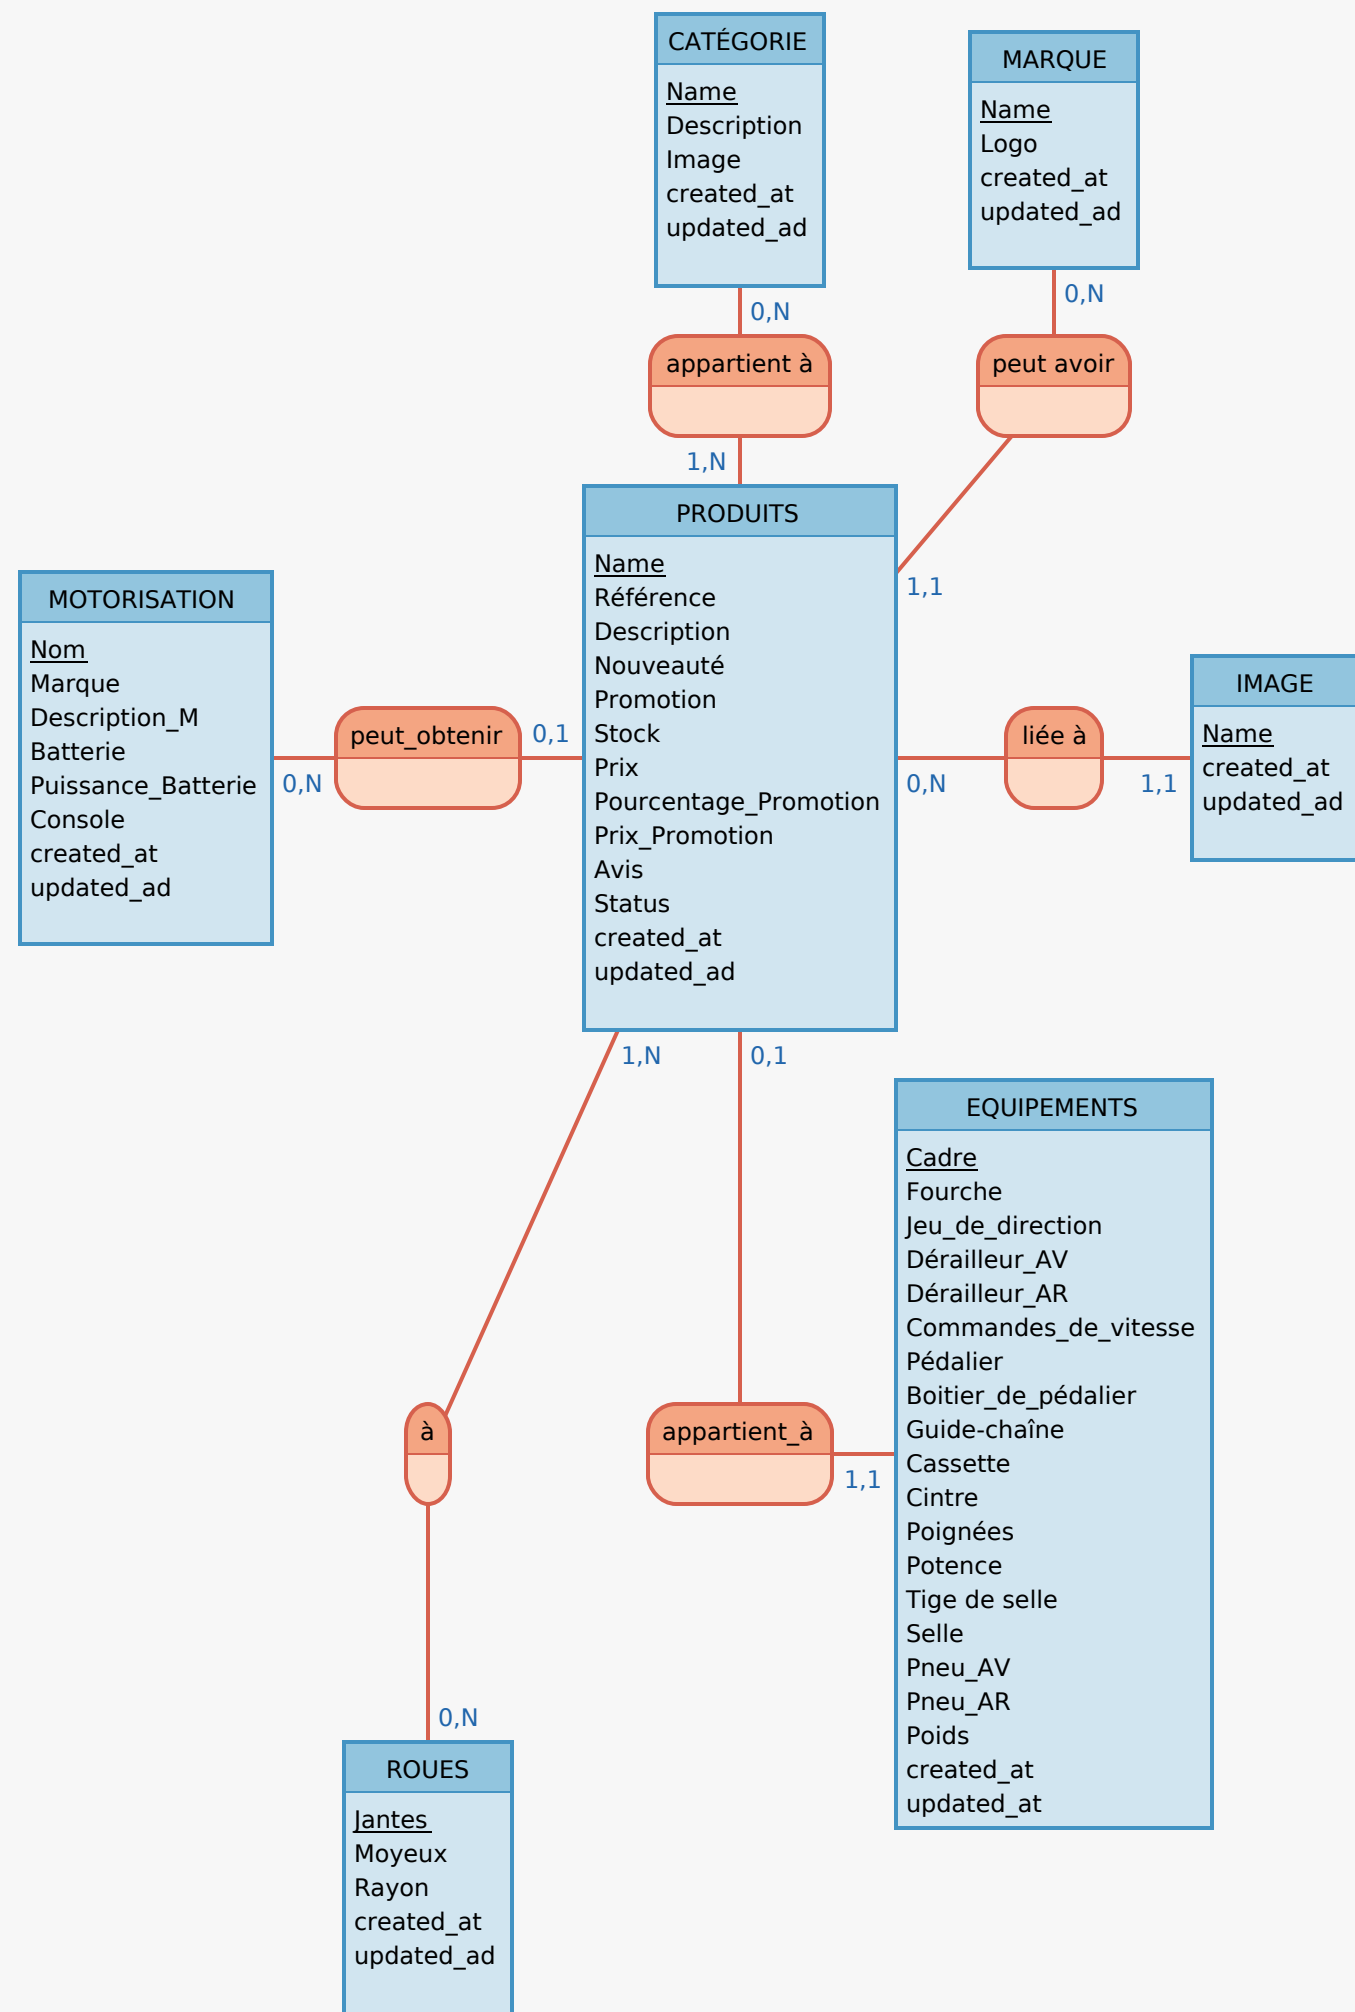 CATÉGORIE
Name
Description
Image
created_at
updated_ad
MARQUE
Name
Logo
created_at
updated_ad
0,N
0,N
appartient à
peut avoir
1,N
1,1
PRODUITS
Name
Référence
Description
Nouveauté
Promotion
Stock
Prix
Pourcentage_Promotion
Prix_Promotion
Avis
Status
created_at
updated_ad
MOTORISATION
Nom
Marque
Description_M
Batterie
Puissance_Batterie
Console
created_at
updated_ad
0,N
peut_obtenir
0,1
0,N
liée à
1,1
IMAGE
Name
created_at
updated_ad
1,N
0,1
EQUIPEMENTS
Cadre
Fourche
Jeu_de_direction
Dérailleur_AV
Dérailleur_AR
Commandes_de_vitesse
Pédalier
Boitier_de_pédalier
Guide-chaîne
Cassette
Cintre
Poignées
Potence
Tige de selle
Selle
Pneu_AV
Pneu_AR
Poids
created_at
updated_at
à
appartient_à
1,1
0,N
ROUES
Jantes
Moyeux
Rayon
created_at
updated_ad